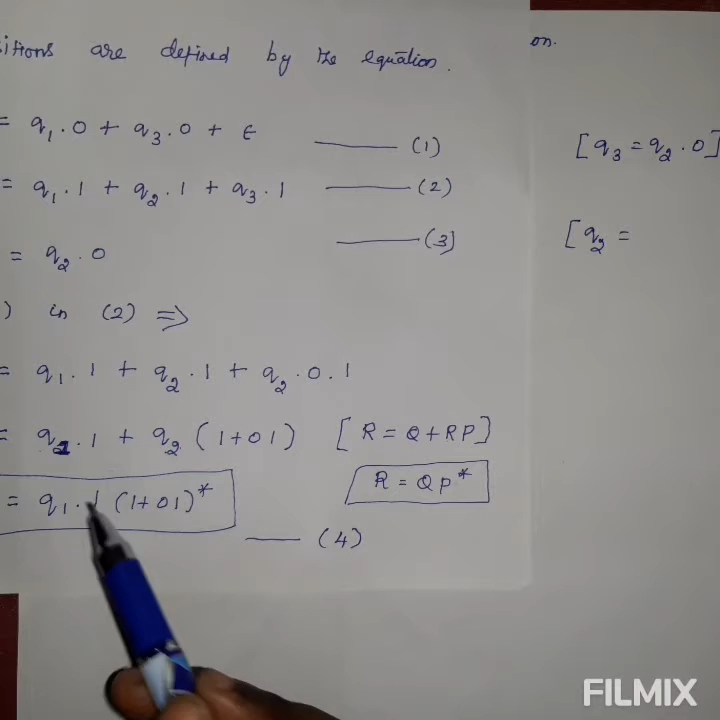 sitions are defined by the equation.
on.
= q₁.0 + q₃.0 + ϵ ——— (1)
[q₃ = q₂.0]
= q₁.1 + q₂.1 + q₃.1 ——— (2)
= q₂.0 ——— (3)
[q₂ =
) in (2) ⇒
= q₁.1 + q₂.1 + q₂.0.1
= q₁.1 + q₂(1+01) [R = Q+RP]
= q₁.1(1+01)* R = QP*
—— (4)
FILMIX